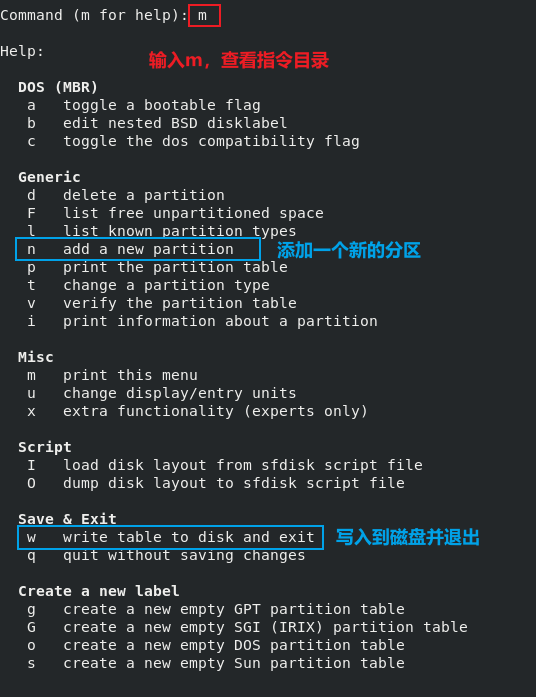 Command (m for help): m
Help:
输入m，查看指令目录
DOS (MBR)
a toggle a bootable flag
b edit nested BSD disklabel
c toggle the dos compatibility flag
Generic
d delete a partition
F list free unpartitioned space
l list known partition types
n add a new partition 添加一个新的分区
p print the partition table
t change a partition type
v verify the partition table
i print information about a partition
Misc
m print this menu
u change display/entry units
x extra functionality (experts only)
Script
I load disk layout from sfdisk script file
O dump disk layout to sfdisk script file
Save & Exit
w write table to disk and exit 写入到磁盘并退出
q quit without saving changes
Create a new label
g create a new empty GPT partition table
G create a new empty SGI (IRIX) partition table
o create a new empty DOS partition table
s create a new empty Sun partition table